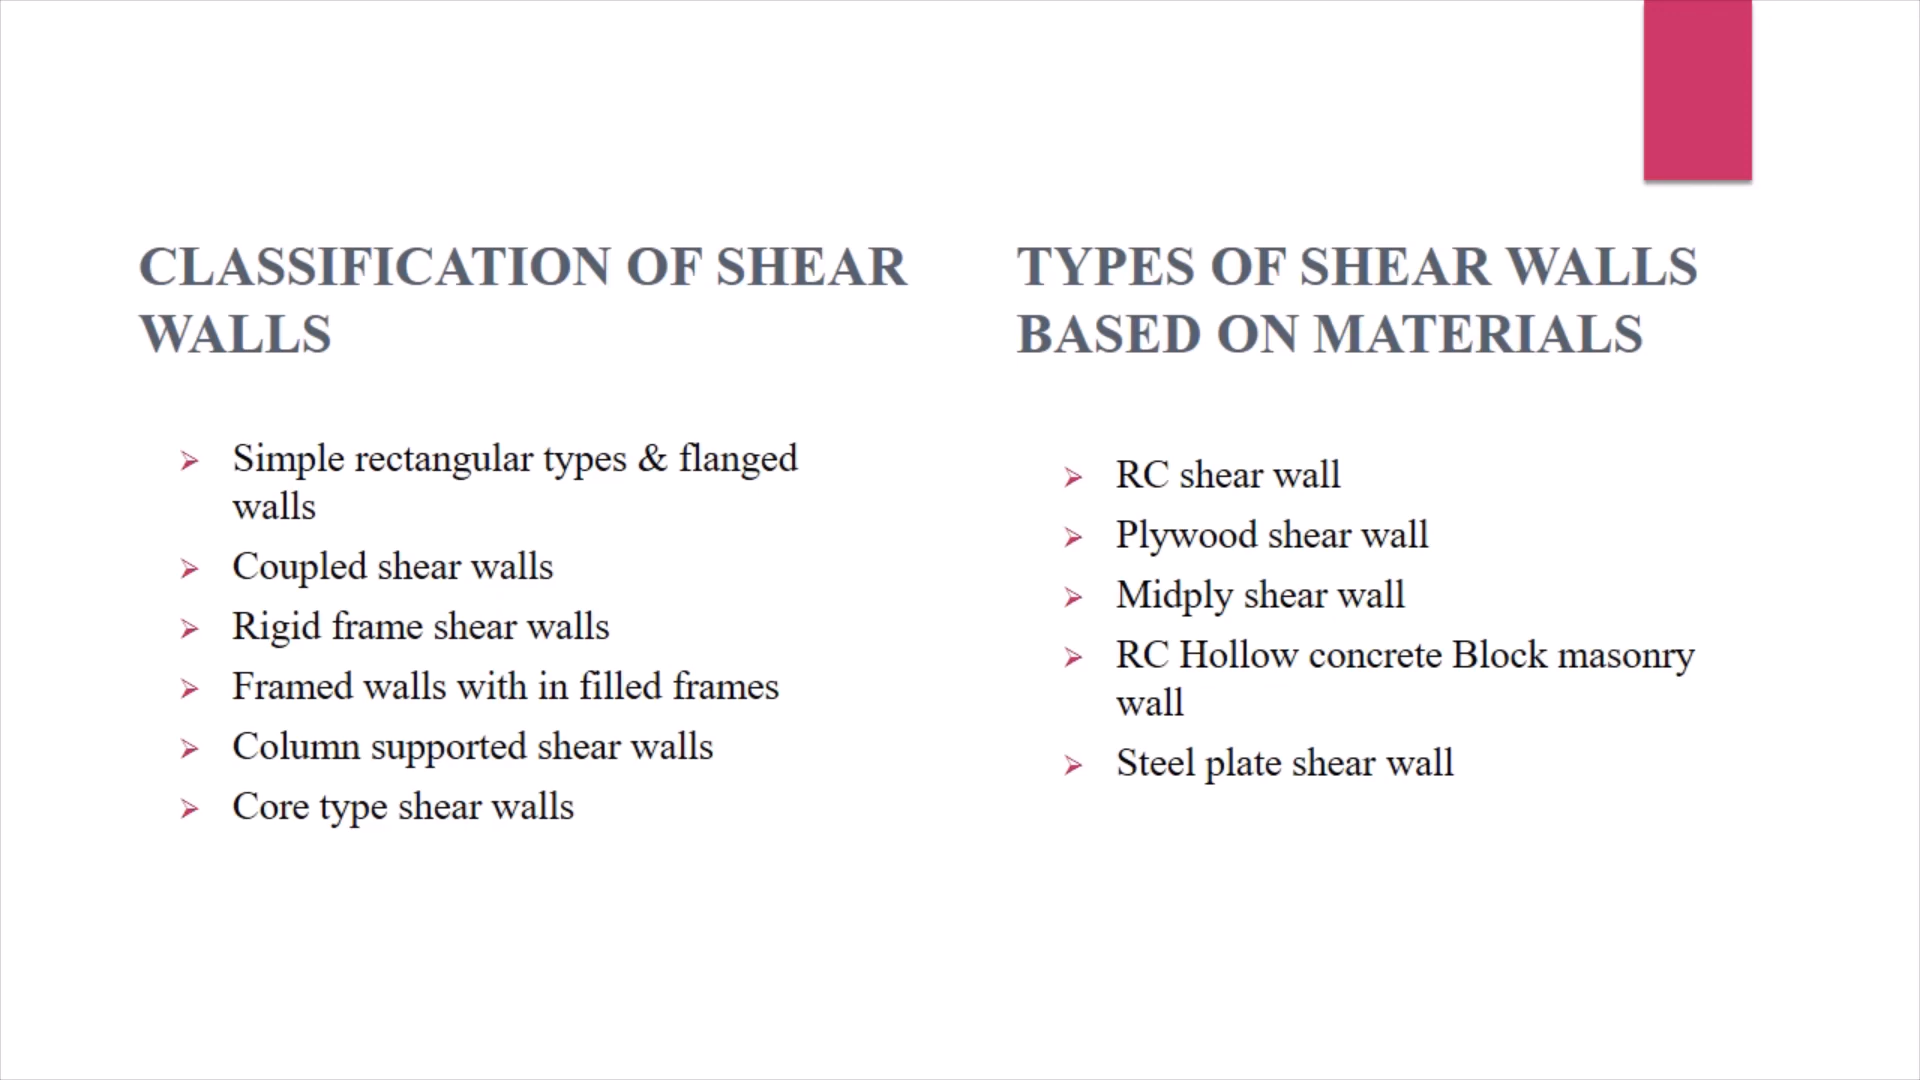 CLASSIFICATION OF SHEAR
WALLS
Simple rectangular types & flanged
walls
Coupled shear walls
Rigid frame shear walls
Framed walls with in filled frames
Column supported shear walls
Core type shear walls
TYPES OF SHEAR WALLS
BASED ON MATERIALS
RC shear wall
Plywood shear wall
Midply shear wall
RC Hollow concrete Block masonry
wall
Steel plate shear wall